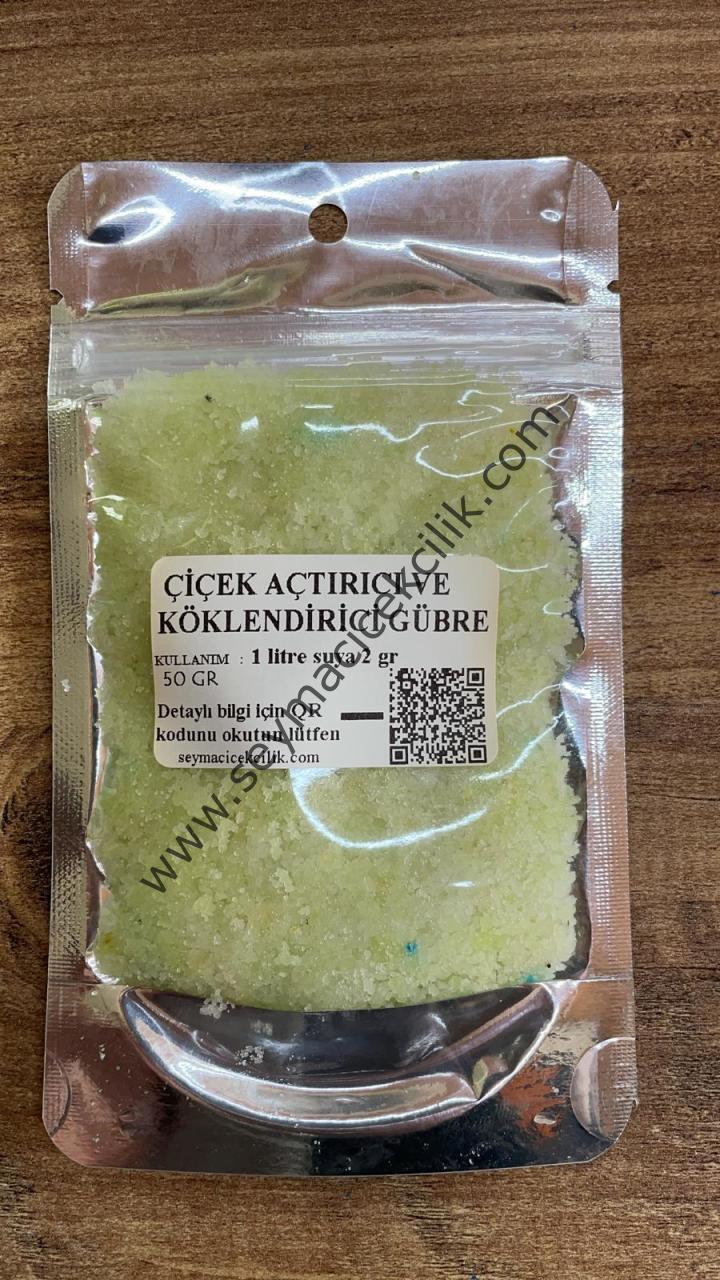 ÇİÇEK AÇTIRICI VE
KÖKLENDİRİCİ GÜBRE
KULLANIM : 1 litre suya 2 gr
50 GR
Detaylı bilgi için QR
kodunu okutun lütfen
seymacicekcilik.com
www.seymacicekcilik.com